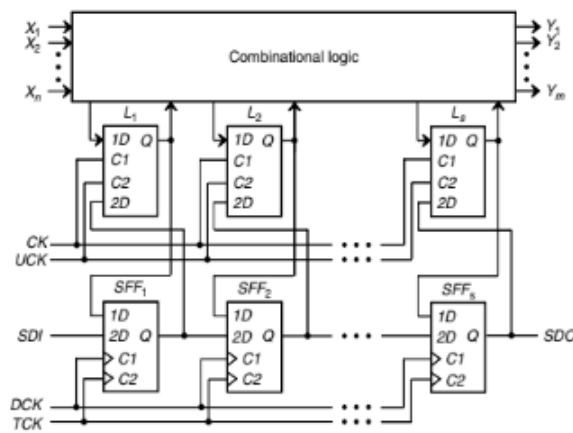 X1 Y1
X2 Combinational logic Y2
Xn Ym
L1 L2 Ls
1D Q 1D Q 1D Q
C1 C1 C1
C2 C2 C2
2D 2D 2D
CK
UCK
SFF1 SFF2 SFFs
1D 1D 1D
SDI 2D Q 2D Q 2D Q SDO
C1 C1 C1
C2 C2 C2
DCK
TCK